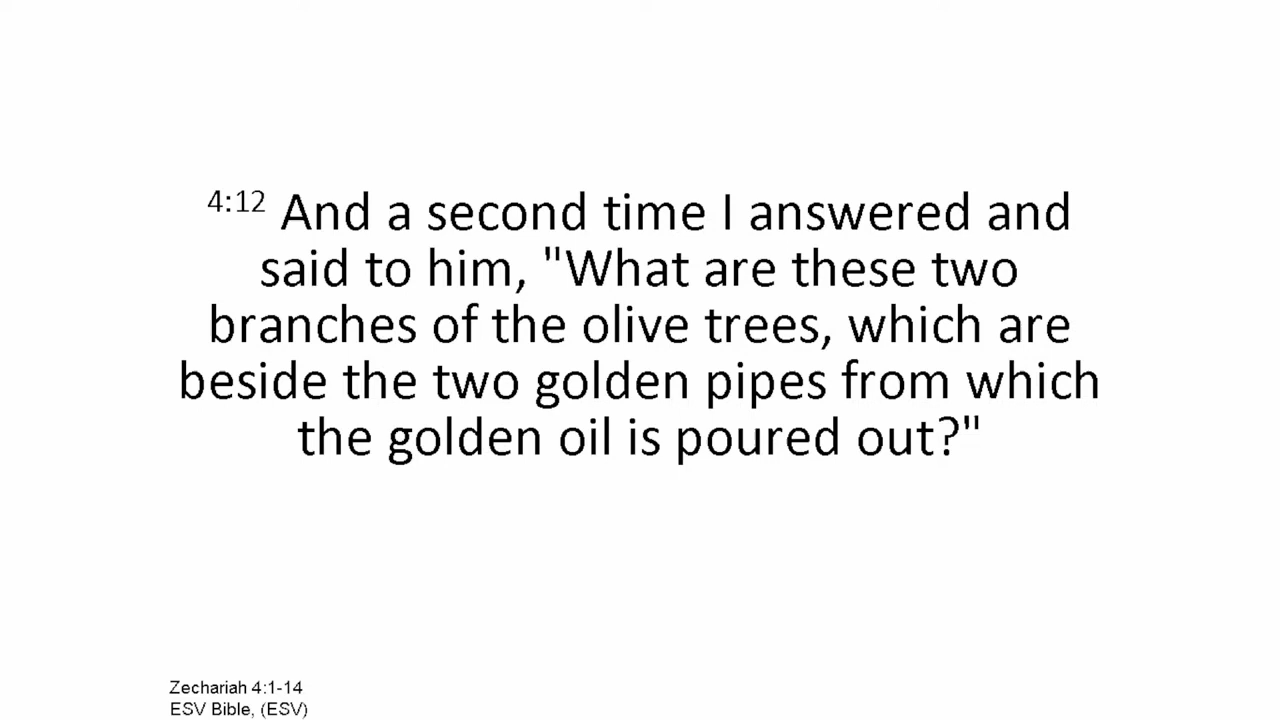 4:12 And a second time I answered and
said to him, "What are these two
branches of the olive trees, which are
beside the two golden pipes from which
the golden oil is poured out?"
Zechariah 4:1-14
ESV Bible, (ESV)